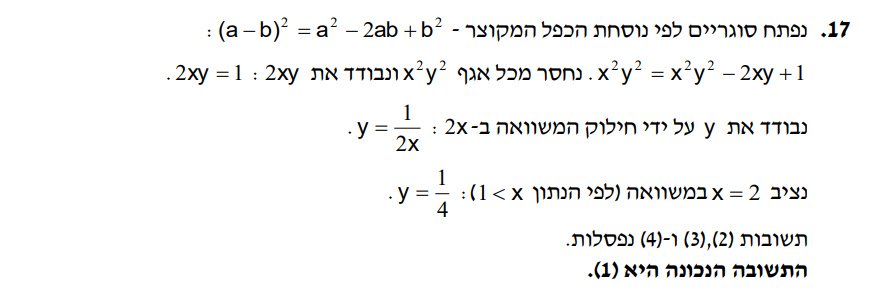 17. נפתח סוגריים לפי נוסחת הכפל המקוצר - (a − b)² = a² − 2ab + b² :
x²y² = x²y² − 2xy + 1 . נחסר מכל אגף x²y² ונבודד את 2xy : 2xy = 1 .
נבודד את y על ידי חילוק המשוואה ב-2x : y = 1/2x .
נציב x = 2 במשוואה (לפי הנתון 1 < x) : y = 1/4 .
תשובות (2),(3) ו-(4) נפסלות.
התשובה הנכונה היא (1).